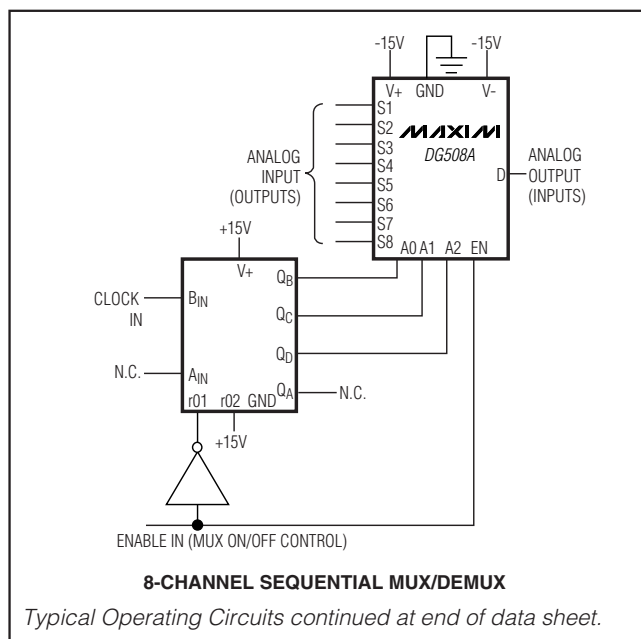 -15V -15V
V+ GND V-
S1
S2
S3
S4
S5
S6
S7
S8
MAXIM
DG508A
D
ANALOG
INPUT
(OUTPUTS)
ANALOG
OUTPUT
(INPUTS)
A0 A1 A2 EN
+15V
V+
CLOCK
IN
BIN
N.C.
AIN
QB
QC
QD
QA
N.C.
r01 r02 GND
+15V
ENABLE IN (MUX ON/OFF CONTROL)
8-CHANNEL SEQUENTIAL MUX/DEMUX
Typical Operating Circuits continued at end of data sheet.